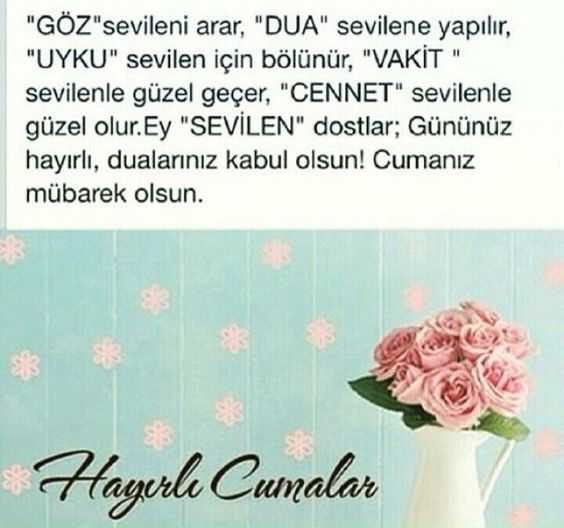 "GÖZ"sevileni arar, "DUA" sevilene yapılır,
"UYKU" sevilen için bölünür, "VAKİT "
sevilenle güzel geçer, "CENNET" sevilenle
güzel olur.Ey "SEVİLEN" dostlar; Gününüz
hayırlı, dualarınız kabul olsun! Cumanız
mübarek olsun.
Hayırlı Cumalar